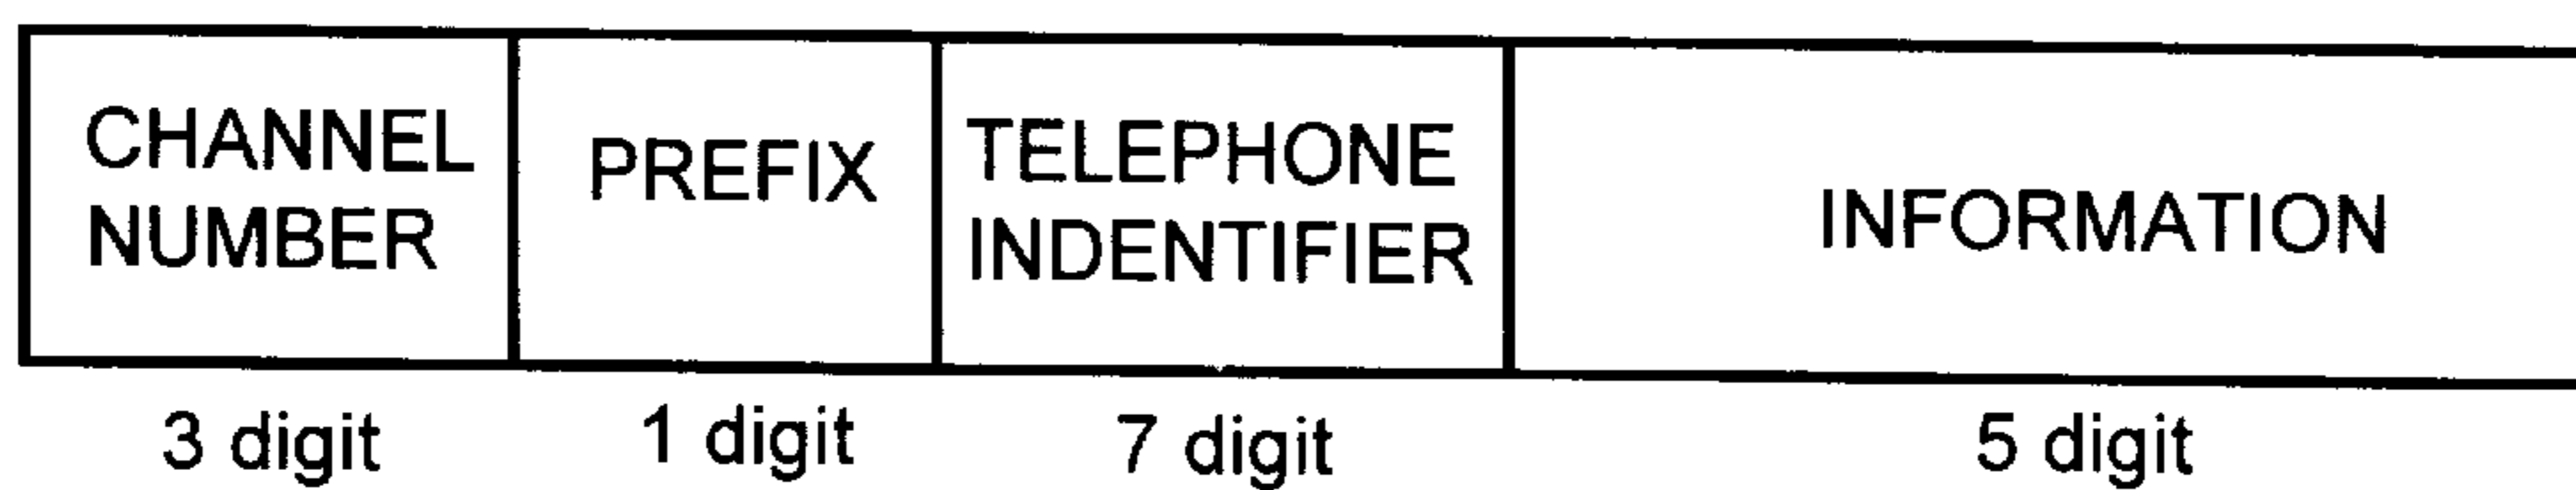 CHANNEL
NUMBER
PREFIX
TELEPHONE
INDENTIFIER
INFORMATION
3 digit
1 digit
7 digit
5 digit